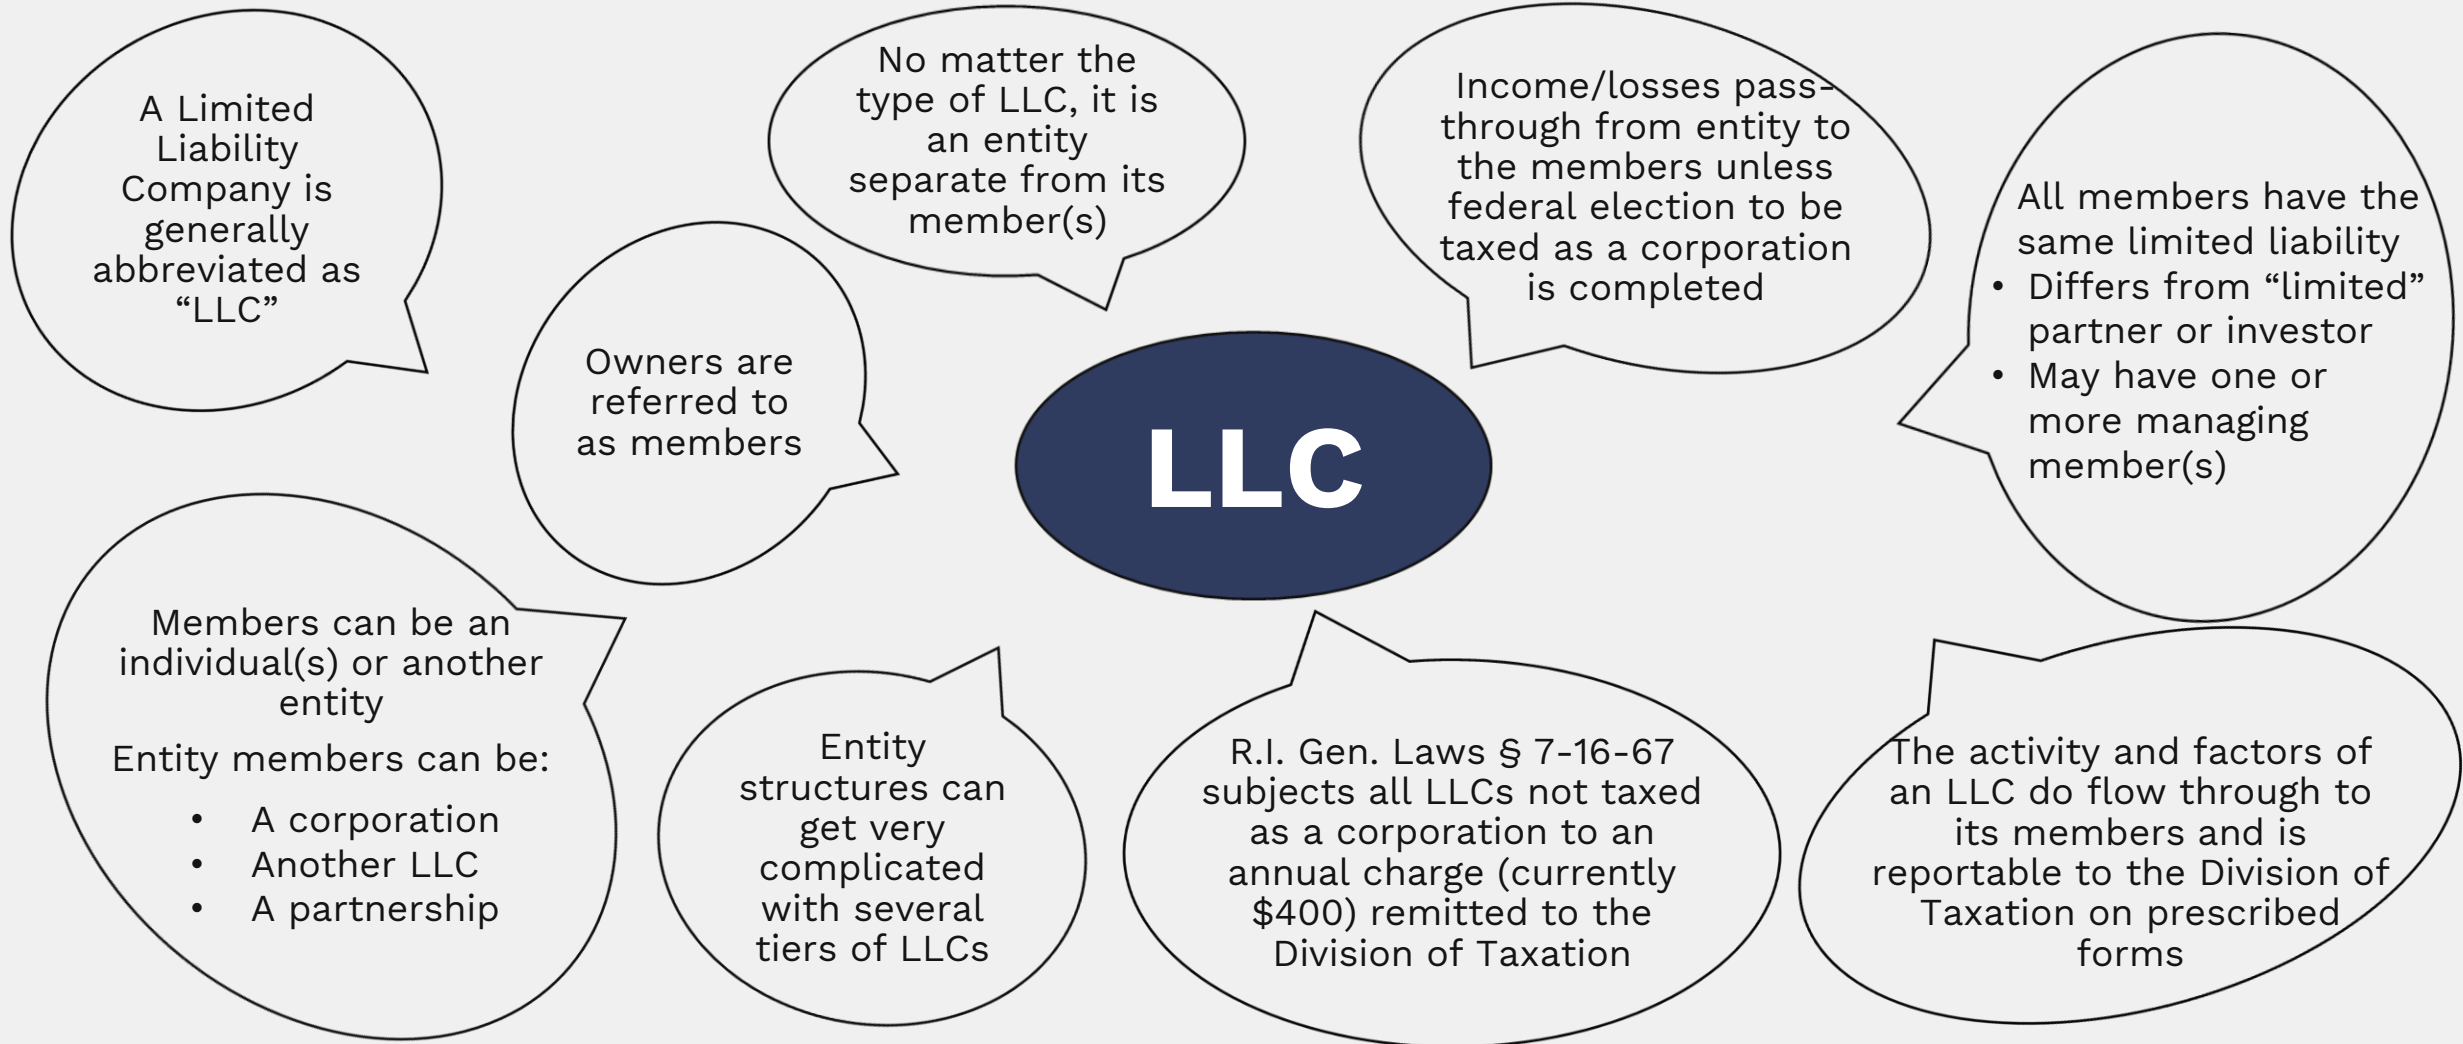 A Limited
Liability
Company is
generally
abbreviated as
“LLC”
Owners are
referred to
as members
No matter the
type of LLC, it is
an entity
separate from its
member(s)
Income/losses pass-
through from entity to
the members unless
federal election to be
taxed as a corporation
is completed
All members have the
same limited liability
• Differs from “limited”
partner or investor
• May have one or
more managing
member(s)
LLC
Members can be an
individual(s) or another
entity
Entity members can be:
• A corporation
• Another LLC
• A partnership
Entity
structures can
get very
complicated
with several
tiers of LLCs
R.I. Gen. Laws § 7-16-67
subjects all LLCs not taxed
as a corporation to an
annual charge (currently
$400) remitted to the
Division of Taxation
The activity and factors of
an LLC do flow through to
its members and is
reportable to the Division of
Taxation on prescribed
forms